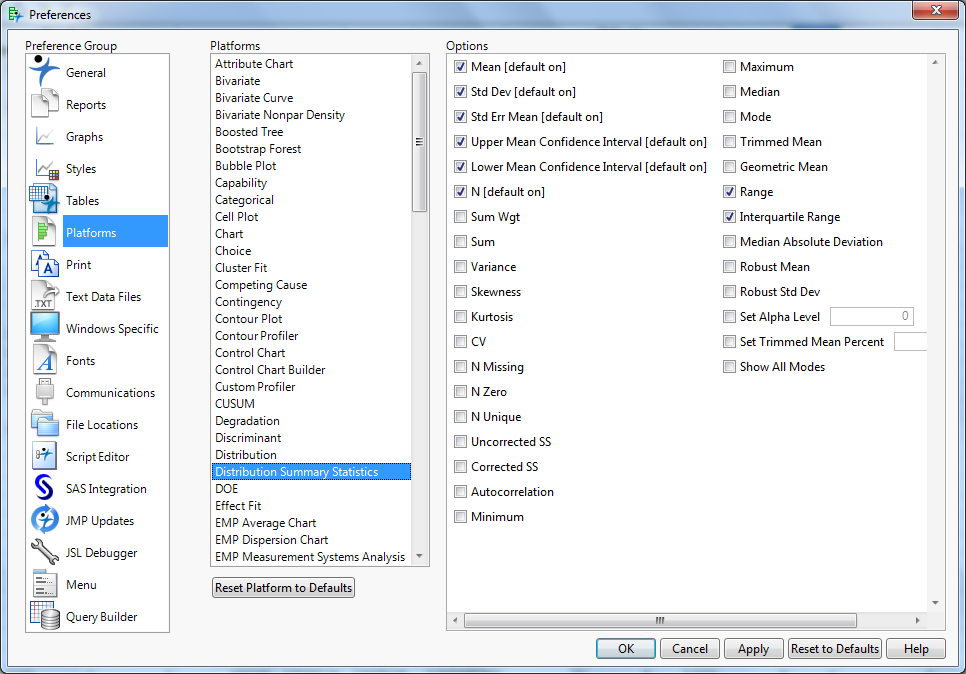 Preferences
Preference Group
General
Reports
Graphs
Styles
Tables
Platforms
Print
.TXT
Text Data Files
Windows Specific
Fonts
Communications
File Locations
Script Editor
SAS Integration
JMP Updates
JSL Debugger
Menu
Query Builder
Platforms
Attribute Chart
Bivariate
Bivariate Curve
Bivariate Nonpar Density
Boosted Tree
Bootstrap Forest
Bubble Plot
Capability
Categorical
Cell Plot
Chart
Choice
Cluster Fit
Competing Cause
Contingency
Contour Plot
Contour Profiler
Control Chart
Control Chart Builder
Custom Profiler
CUSUM
Degradation
Discriminant
Distribution
Distribution Summary Statistics
DOE
Effect Fit
EMP Average Chart
EMP Dispersion Chart
EMP Measurement Systems Analysis
Reset Platform to Defaults
Options
Mean [default on]
Std Dev [default on]
Std Err Mean [default on]
Upper Mean Confidence Interval [default on]
Lower Mean Confidence Interval [default on]
N [default on]
Sum Wgt
Sum
Variance
Skewness
Kurtosis
CV
N Missing
N Zero
N Unique
Uncorrected SS
Corrected SS
Autocorrelation
Minimum
Maximum
Median
Mode
Trimmed Mean
Geometric Mean
Range
Interquartile Range
Median Absolute Deviation
Robust Mean
Robust Std Dev
Set Alpha Level 0
Set Trimmed Mean Percent
Show All Modes
OK
Cancel
Apply
Reset to Defaults
Help